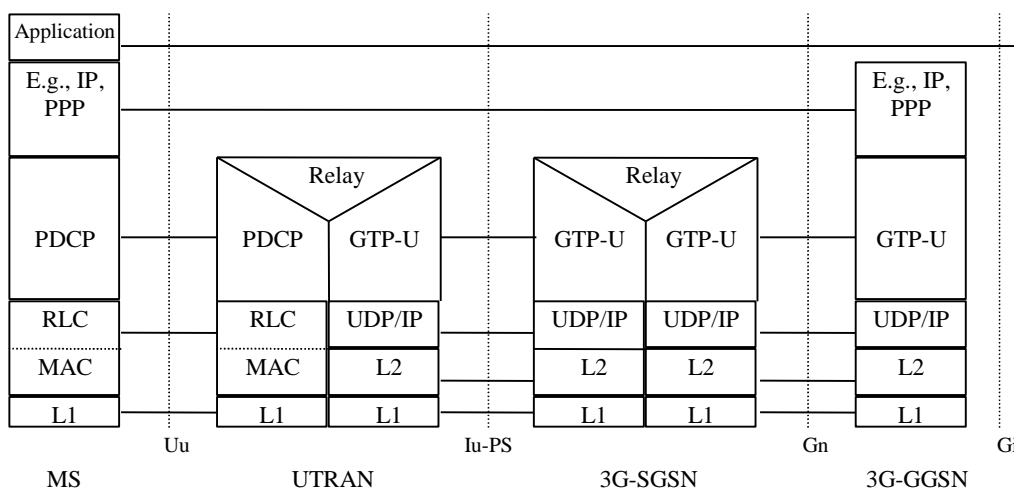 Application
E.g., IP,
PPP
E.g., IP,
PPP
Relay
Relay
PDCP
PDCP
GTP-U
GTP-U
GTP-U
GTP-U
RLC
RLC
UDP/IP
UDP/IP
UDP/IP
UDP/IP
MAC
MAC
L2
L2
L2
L2
L1
L1
L1
L1
L1
L1
Uu
Iu-PS
Gn
Gi
MS
UTRAN
3G-SGSN
3G-GGSN